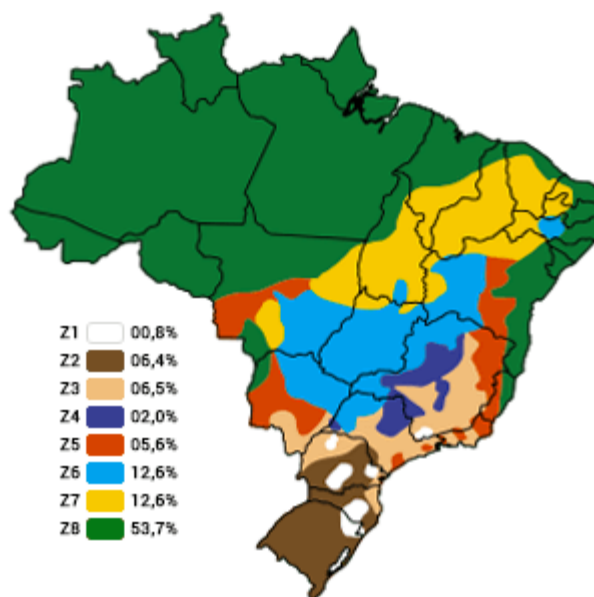 Z1 00,8%
Z2 06,4%
Z3 06,5%
Z4 02,0%
Z5 05,6%
Z6 12,6%
Z7 12,6%
Z8 53,7%